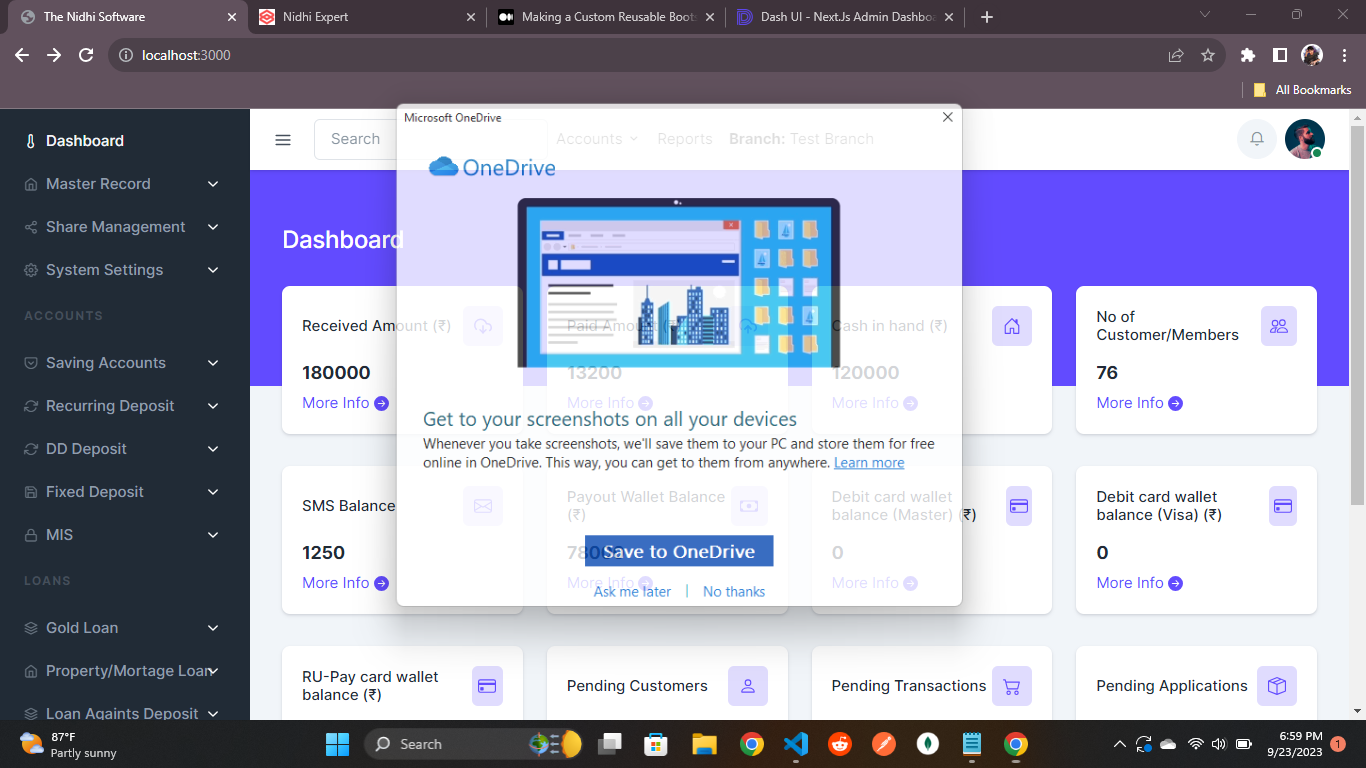 The Nidhi Software
Nidhi Expert
Making a Custom Reusable Boots
Dash UI - NextJs Admin Dashboa
localhost:3000
All Bookmarks
Dashboard
Master Record
Share Management
System Settings
ACCOUNTS
Saving Accounts
Recurring Deposit
DD Deposit
Fixed Deposit
MIS
LOANS
Gold Loan
Property/Mortage Loan
Loan Againts Deposit
Search
Accounts
Reports
Branch: Test Branch
Dashboard
Microsoft OneDrive
OneDrive
Get to your screenshots on all your devices
Whenever you take screenshots, we'll save them to your PC and store them for free
online in OneDrive. This way, you can get to them from anywhere. Learn more
Save to OneDrive
Ask me later | No thanks
Received Amount (₹)
180000
More Info
Paid Amount
13200
More Info
Cash in hand (₹)
120000
More Info
No of
Customer/Members
76
More Info
SMS Balance
1250
More Info
Payout Wallet Balance
(₹)
More Info
Debit card wallet
balance (Master) (₹)
0
More Info
Debit card wallet
balance (Visa) (₹)
0
More Info
RU-Pay card wallet
balance (₹)
Pending Customers
Pending Transactions
Pending Applications
87°F
Partly sunny
Search
6:59 PM
9/23/2023
1